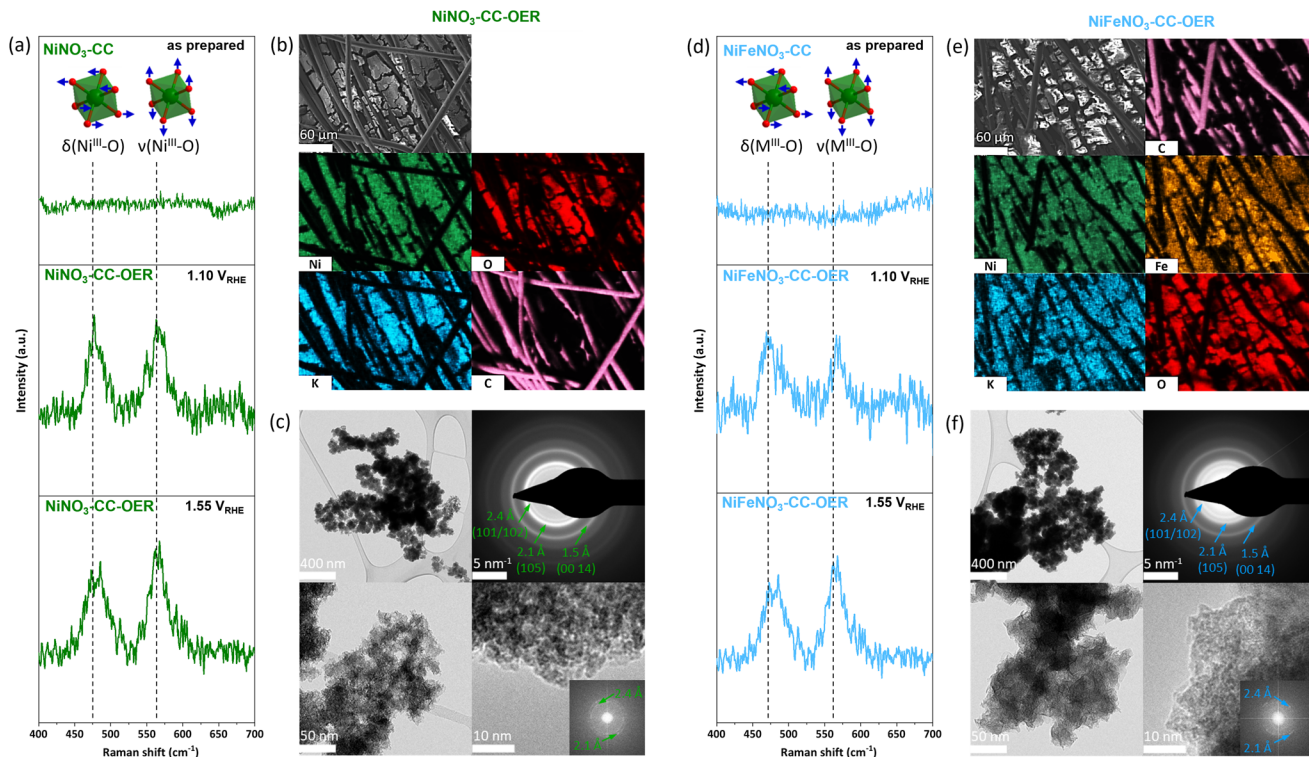 NiNO3-CC-OER
(a)
NiNO3-CC
as prepared
δ(NiIII-O) ν(NiIII-O)
NiNO3-CC-OER
1.10 VRHE
NiNO3-CC-OER
1.55 VRHE
Intensity (a.u.)
400 450 500 550 600 650 700
Raman shift (cm-1)
(b)
60 µm
Ni
O
K
C
(c)
400 nm
2.4 Å
(101/102)
2.1 Å
(105)
1.5 Å
(00 14)
5 nm-1
50 nm
10 nm
2.1 Å
NiFeNO3-CC-OER
(d)
NiFeNO3-CC
as prepared
δ(MIII-O) ν(MIII-O)
NiFeNO3-CC-OER
1.10 VRHE
NiFeNO3-CC-OER
1.55 VRHE
Intensity (a.u.)
400 450 500 550 600 650 700
Raman shift (cm-1)
(e)
60 µm
C
Ni
Fe
K
O
(f)
400 nm
2.4 Å
(101/102)
2.1 Å
(105)
1.5 Å
(00 14)
5 nm-1
50 nm
10 nm
2.4 Å
2.1 Å